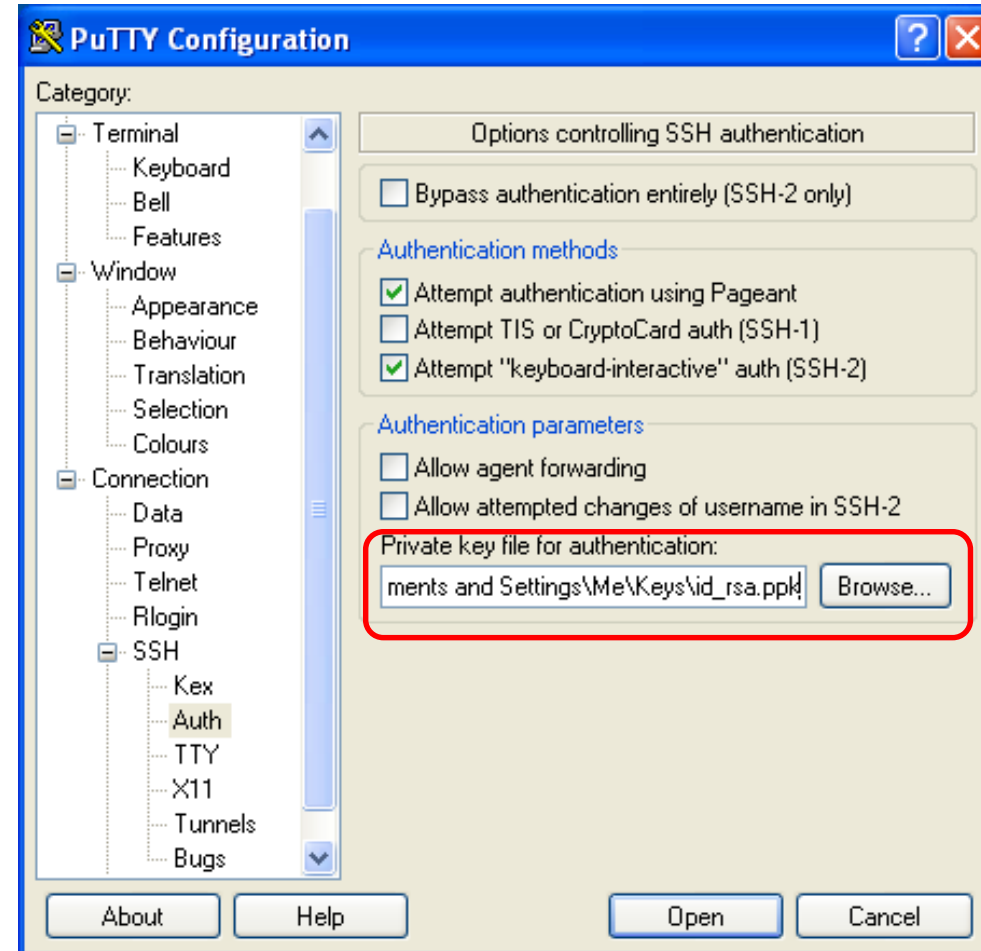 PuTTY Configuration
Category:
Terminal
Keyboard
Bell
Features
Window
Appearance
Behaviour
Translation
Selection
Colours
Connection
Data
Proxy
Telnet
Rlogin
SSH
Kex
Auth
TTY
X11
Tunnels
Bugs
Options controlling SSH authentication
Bypass authentication entirely (SSH-2 only)
Authentication methods
Attempt authentication using Pageant
Attempt TIS or CryptoCard auth (SSH-1)
Attempt "keyboard-interactive" auth (SSH-2)
Authentication parameters
Allow agent forwarding
Allow attempted changes of username in SSH-2
Private key file for authentication:
ments and Settings\Me\Keys\id_rsa.ppk Browse...
About Help Open Cancel